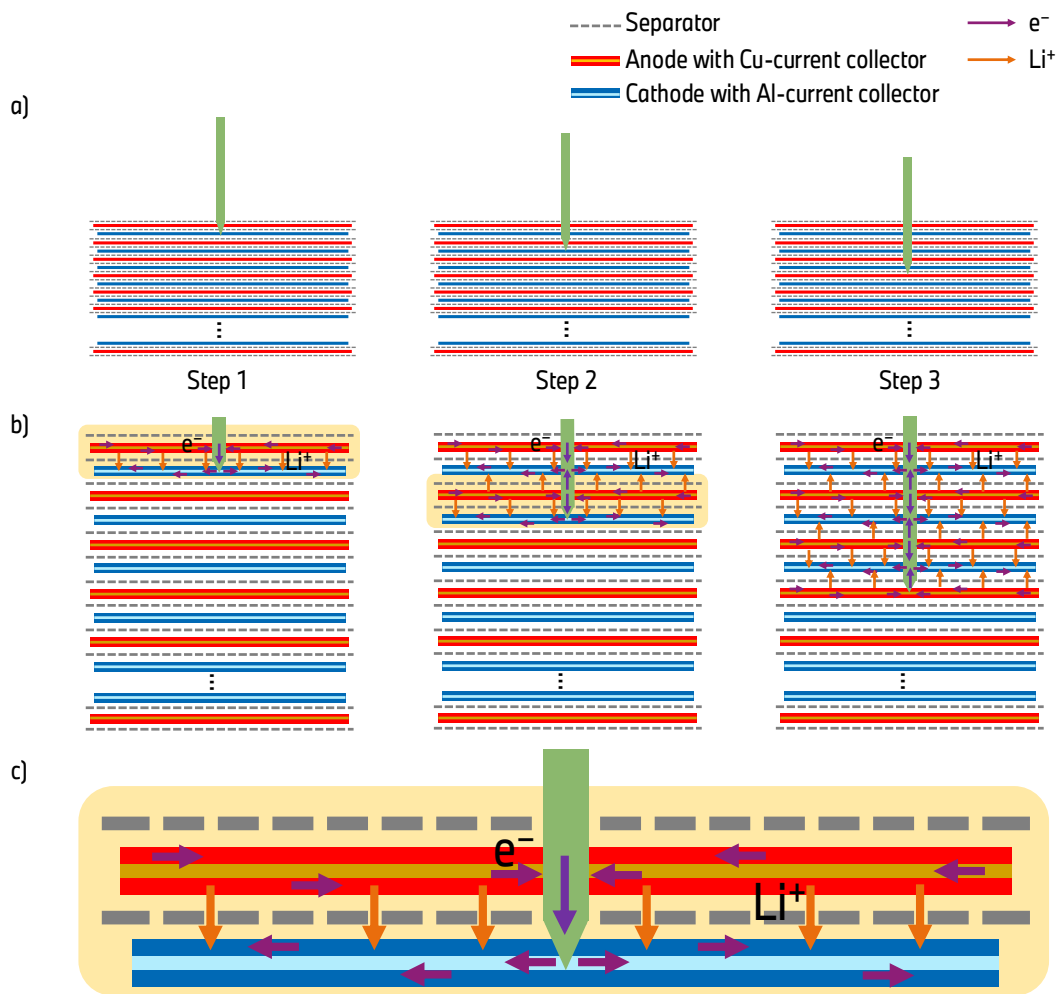 Separator
e⁻
Anode with Cu-current collector
Li⁺
Cathode with Al-current collector
a)
Step 1
Step 2
Step 3
b)
e⁻
Li⁺
e⁻
Li⁺
e⁻
Li⁺
c)
e⁻
Li⁺